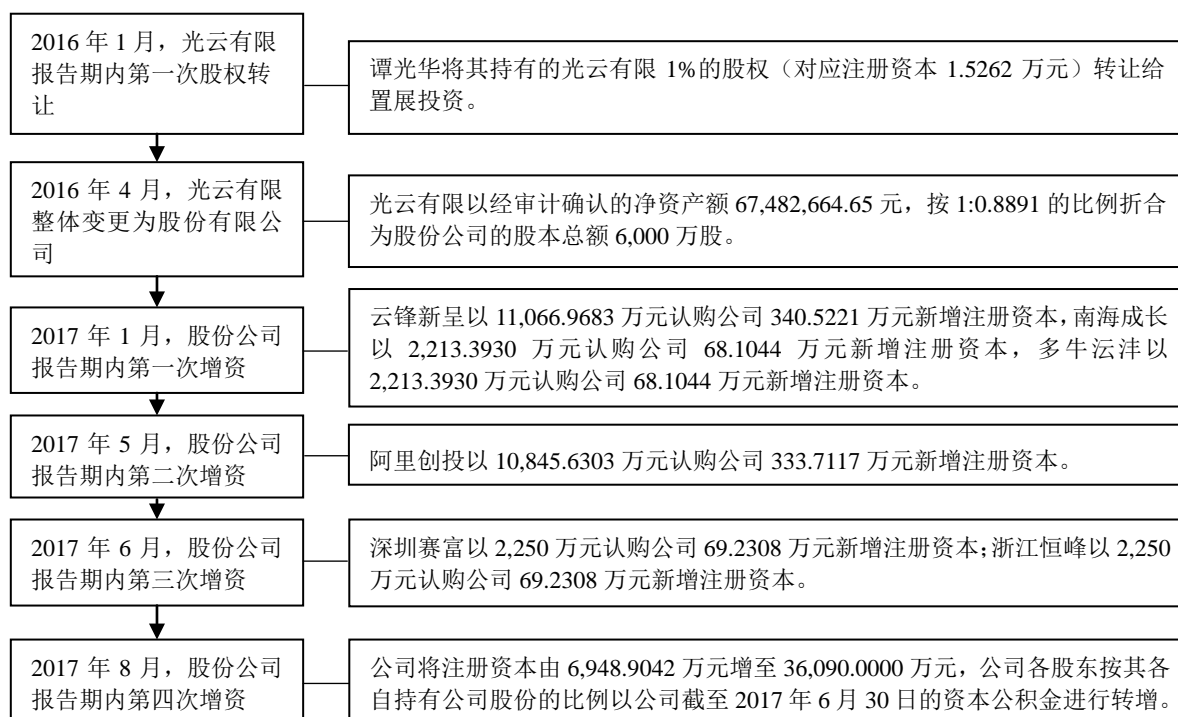 2016 年 1 月，光云有限
报告期内第一次股权转
让
谭光华将其持有的光云有限 1%的股权（对应注册资本 1.5262 万元）转让给
置展投资。
2016 年 4 月，光云有限
整体变更为股份有限公
司
光云有限以经审计确认的净资产额 67,482,664.65 元，按 1:0.8891 的比例折合
为股份公司的股本总额 6,000 万股。
2017 年 1 月，股份公司
报告期内第一次增资
云锋新呈以 11,066.9683 万元认购公司 340.5221 万元新增注册资本，南海成长
以 2,213.3930 万元认购公司 68.1044 万元新增注册资本，多牛沄沣以
2,213.3930 万元认购公司 68.1044 万元新增注册资本。
2017 年 5 月，股份公司
报告期内第二次增资
阿里创投以 10,845.6303 万元认购公司 333.7117 万元新增注册资本。
2017 年 6 月，股份公司
报告期内第三次增资
深圳赛富以 2,250 万元认购公司 69.2308 万元新增注册资本；浙江恒峰以 2,250
万元认购公司 69.2308 万元新增注册资本。
2017 年 8 月，股份公司
报告期内第四次增资
公司将注册资本由 6,948.9042 万元增至 36,090.0000 万元，公司各股东按其各
自持有公司股份的比例以公司截至 2017 年 6 月 30 日的资本公积金进行转增。